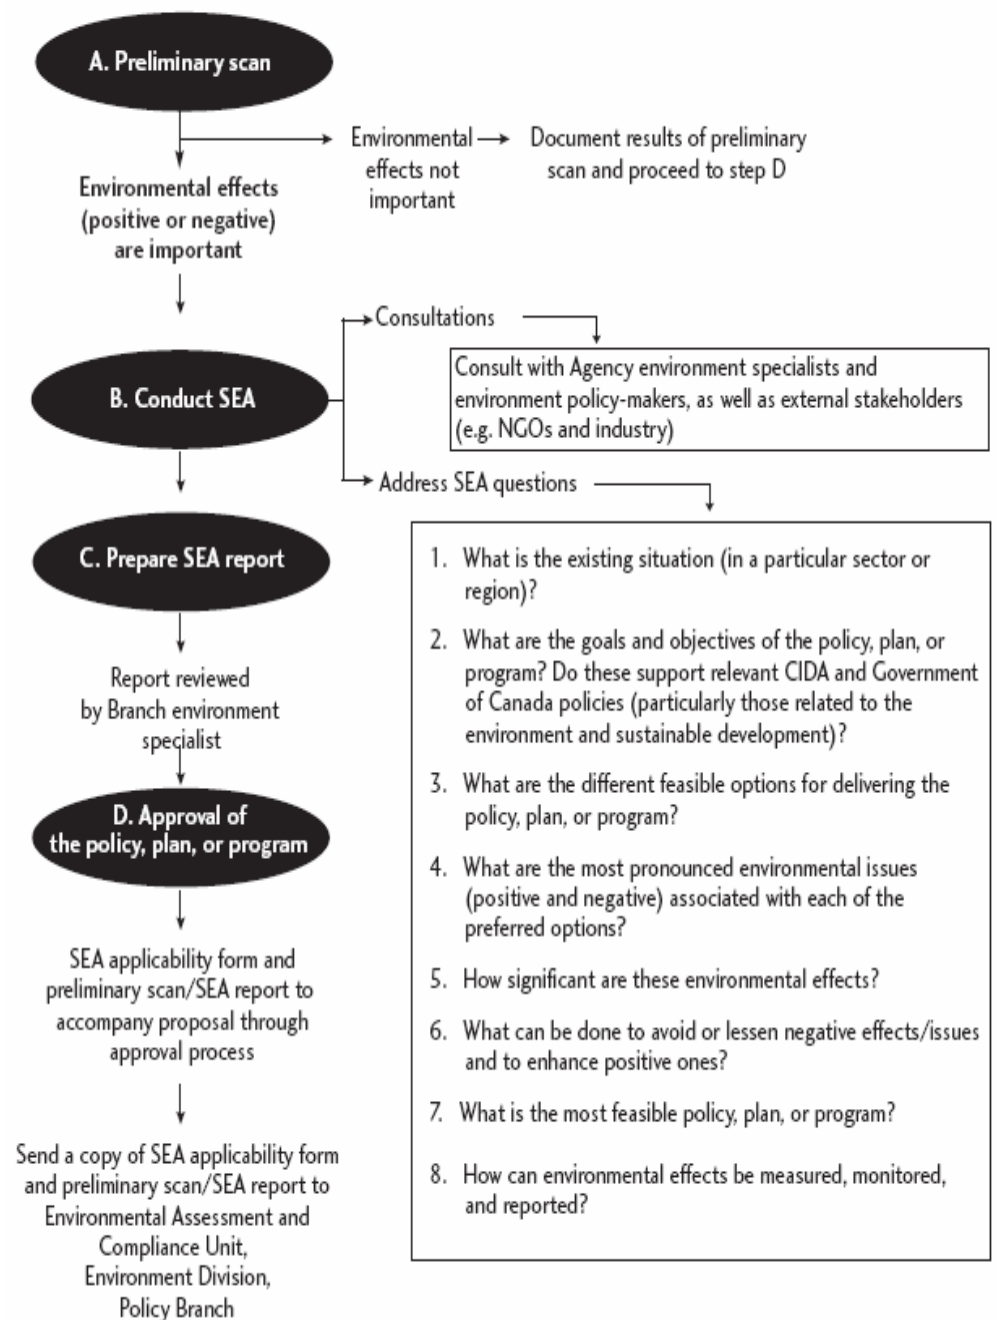 A. Preliminary scan
Environmental
effects not
important
Document results of preliminary
scan and proceed to step D
Environmental effects
(positive or negative)
are important
B. Conduct SEA
Consultations
Consult with Agency environment specialists and
environment policy-makers, as well as external stakeholders
(e.g. NGOs and industry)
Address SEA questions
1. What is the existing situation (in a particular sector or
region)?
2. What are the goals and objectives of the policy, plan, or
program? Do these support relevant CIDA and Government
of Canada policies (particularly those related to the
environment and sustainable development)?
3. What are the different feasible options for delivering the
policy, plan, or program?
4. What are the most pronounced environmental issues
(positive and negative) associated with each of the
preferred options?
5. How significant are these environmental effects?
6. What can be done to avoid or lessen negative effects/issues
and to enhance positive ones?
7. What is the most feasible policy, plan, or program?
8. How can environmental effects be measured, monitored,
and reported?
C. Prepare SEA report
Report reviewed
by Branch environment
specialist
D. Approval of
the policy, plan, or program
SEA applicability form and
preliminary scan/SEA report to
accompany proposal through
approval process
Send a copy of SEA applicability form
and preliminary scan/SEA report to
Environmental Assessment and
Compliance Unit,
Environment Division,
Policy Branch